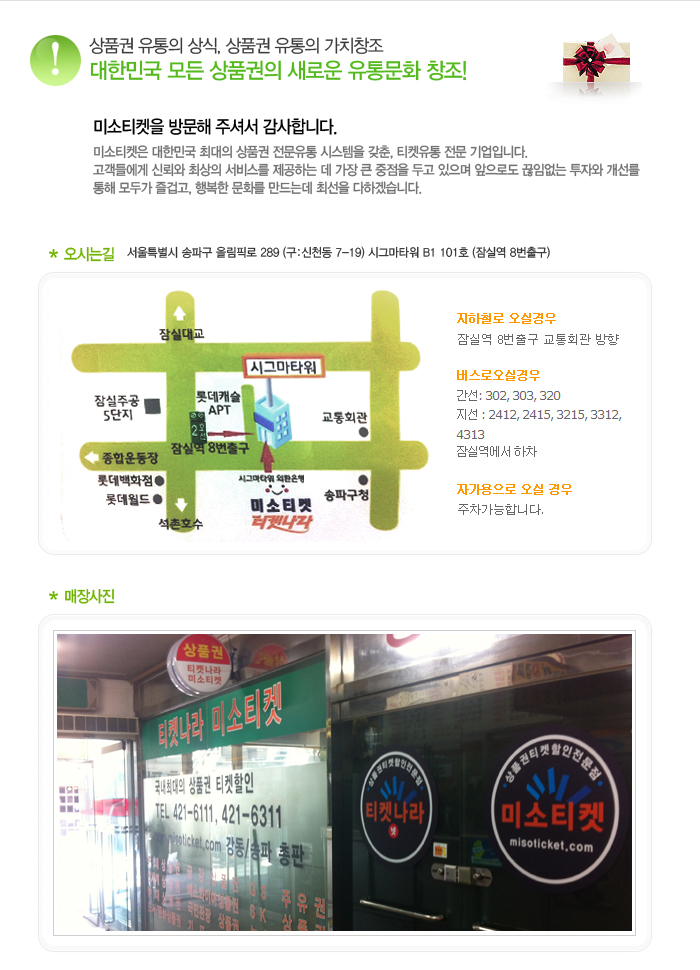 상품권 유통의 상식, 상품권 유통의 가치창조
대한민국 모든 상품권의 새로운 유통문화 창조!
미소티켓을 방문해 주셔서 감사합니다.
미소티켓은 대한민국 최대의 상품권 전문유통 시스템을 갖춘, 티켓유통 전문 기업입니다.
고객들에게 신뢰와 최상의 서비스를 제공하는 데 가장 큰 중점을 두고 있으며 앞으로도 끊임없는 투자와 개선를
통해 모두가 즐겁고, 행복한 문화를 만드는데 최선을 다하겠습니다.
* 오시는길 서울특별시 송파구 올림픽로 289 (구:신천동 7-19) 시그마타워 B1 101호 (잠실역 8번출구)
잠실대교
시그마타워
잠실주공
5단지
롯데캐슬
APT
교통회관
잠실역 8번출구
종합운동장
롯데백화점
롯데월드
석촌호수
시그마타워 외환은행
미소티켓
티켓나라
송파구청
지하철로 오실경우
잠실역 8번출구 교통회관 방향
버스로오실경우
간선: 302, 303, 320
지선 : 2412, 2415, 3215, 3312,
4313
잠실역에서 하차
자가용으로 오실 경우
주차가능합니다.
* 매장사진
상품권
티켓나라
미소티켓
티켓나라 미소티켓
국내최대의 상품권 티켓할인
TEL 421-6111, 421-6311
misoticket.com 강동/송파 총판
상품권티켓할인전문점
티켓나라
상품권티켓할인전문점
미소티켓
misoticket.com